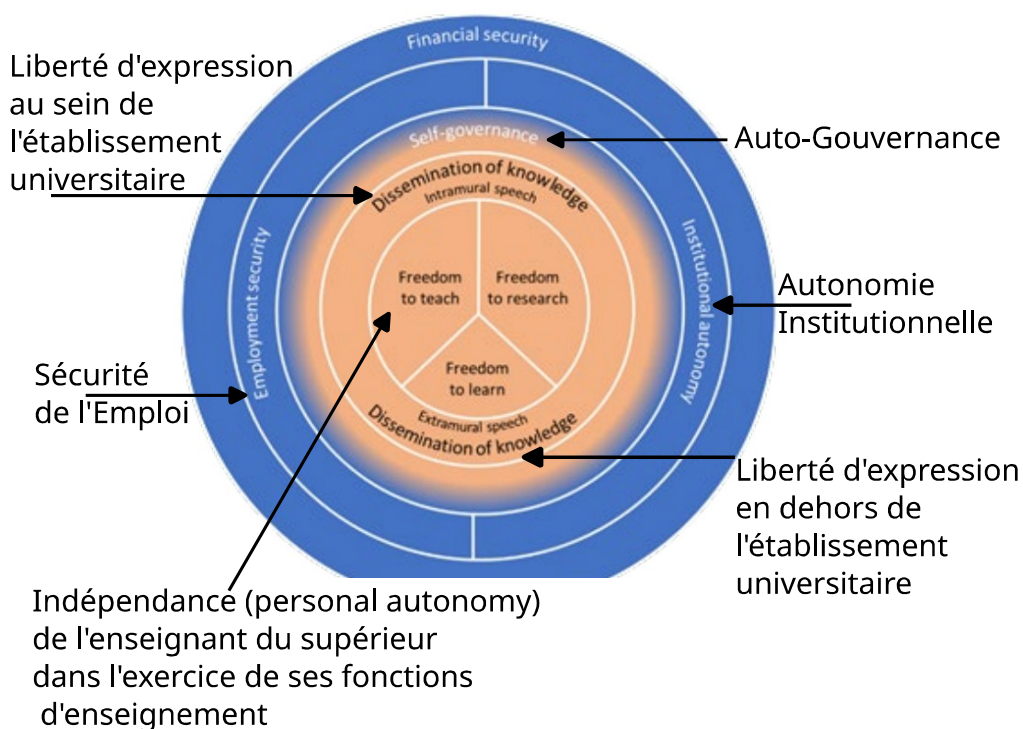 Financial security
Liberté d'expression
au sein de
l'établissement
universitaire
Self-governance
Auto-Gouvernance
Dissemination of knowledge
Intramural speech
Freedom
to teach
Freedom
to research
Employment security
Institutional autonomy
Autonomie
Institutionnelle
Freedom
to learn
Sécurité
de l'Emploi
Extramural speech
Dissemination of knowledge
Liberté d'expression
en dehors de
l'établissement
universitaire
Indépendance (personal autonomy)
de l'enseignant du supérieur
dans l'exercice de ses fonctions
d'enseignement